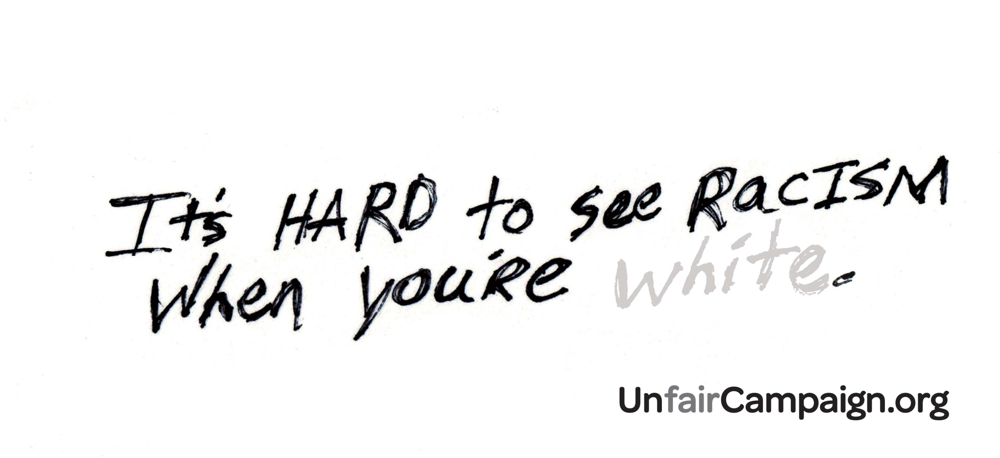 It's HARD to see RacISM
when you're white.
UnfairCampaign.org